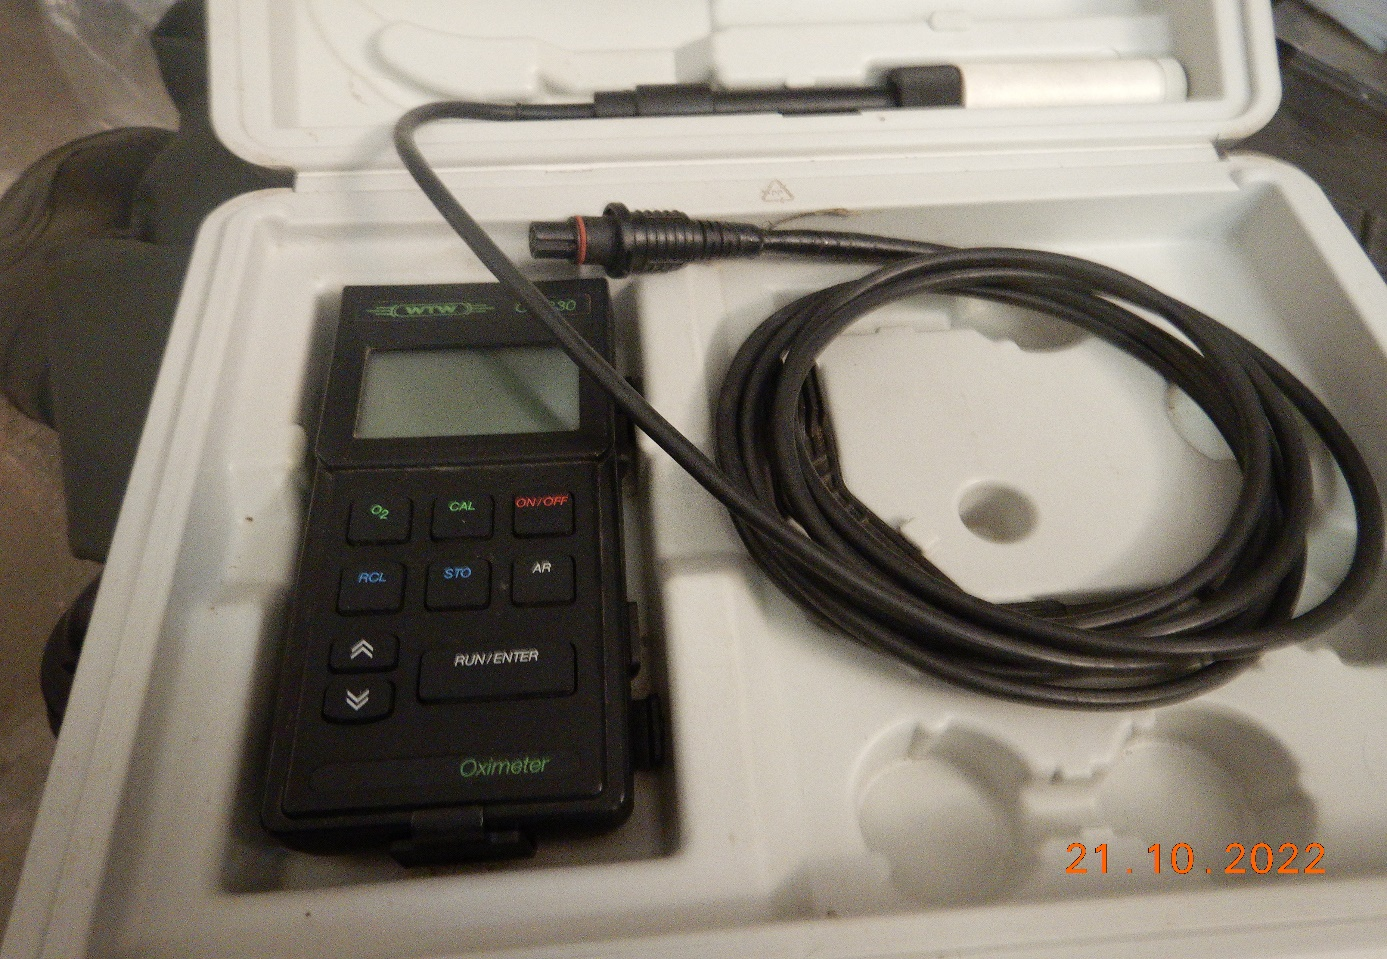 WTW
O₂
CAL
ON/OFF
RCL
STO
AR
RUN/ENTER
Oximeter
21.10.2022